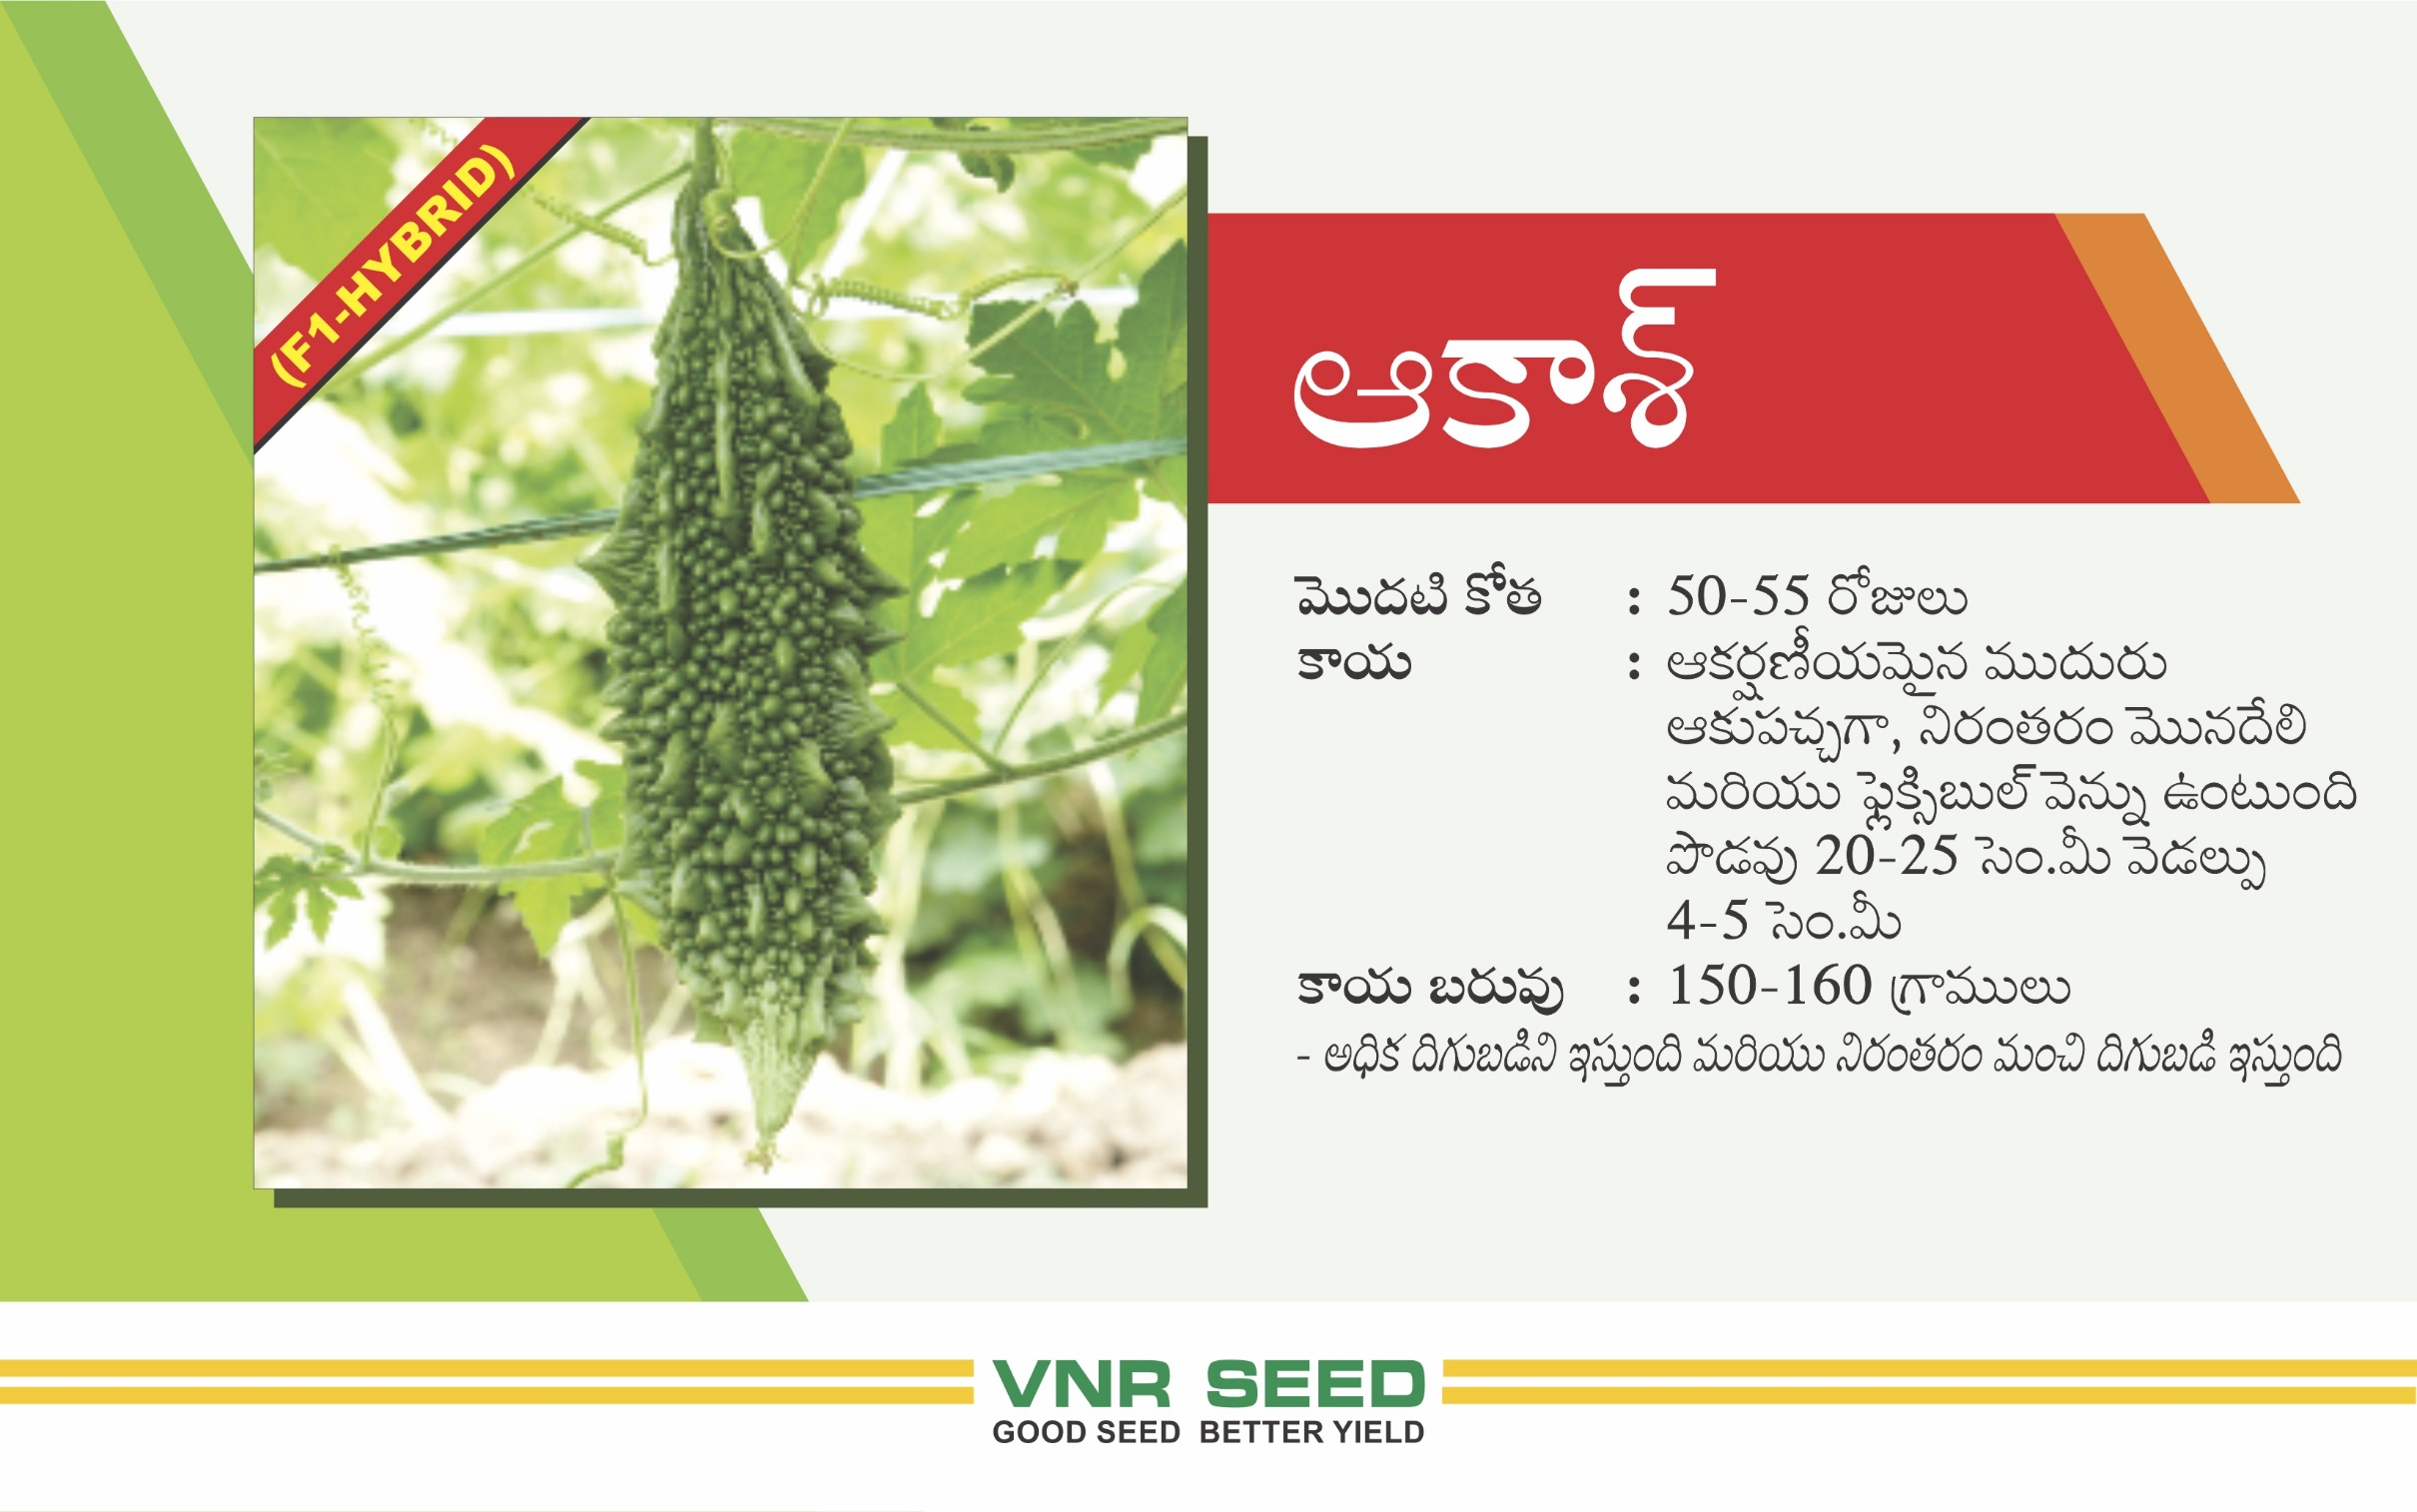 (F1-HYBRID))
ఆకాశ్
మొదటి కోత : 50-55 రోజులు
కాయ : ఆకర్షణీయమైన ముదురు
ఆకుపచ్చగా, నిరంతరం మొనదేలి
మరియు ఫ్లెక్సిబుల్ వెన్ను ఉంటుంది
పొడవు 20-25 సెం.మీ వెడల్పు
4-5 సెం.మీ
కాయ బరువు : 150-160 గ్రాములు
- అధిక దిగుబడిని ఇస్తుంది మరియు నిరంతరం మంచి దిగుబడి ఇస్తుంది
VNR SEED
GOOD SEED BETTER YIELD